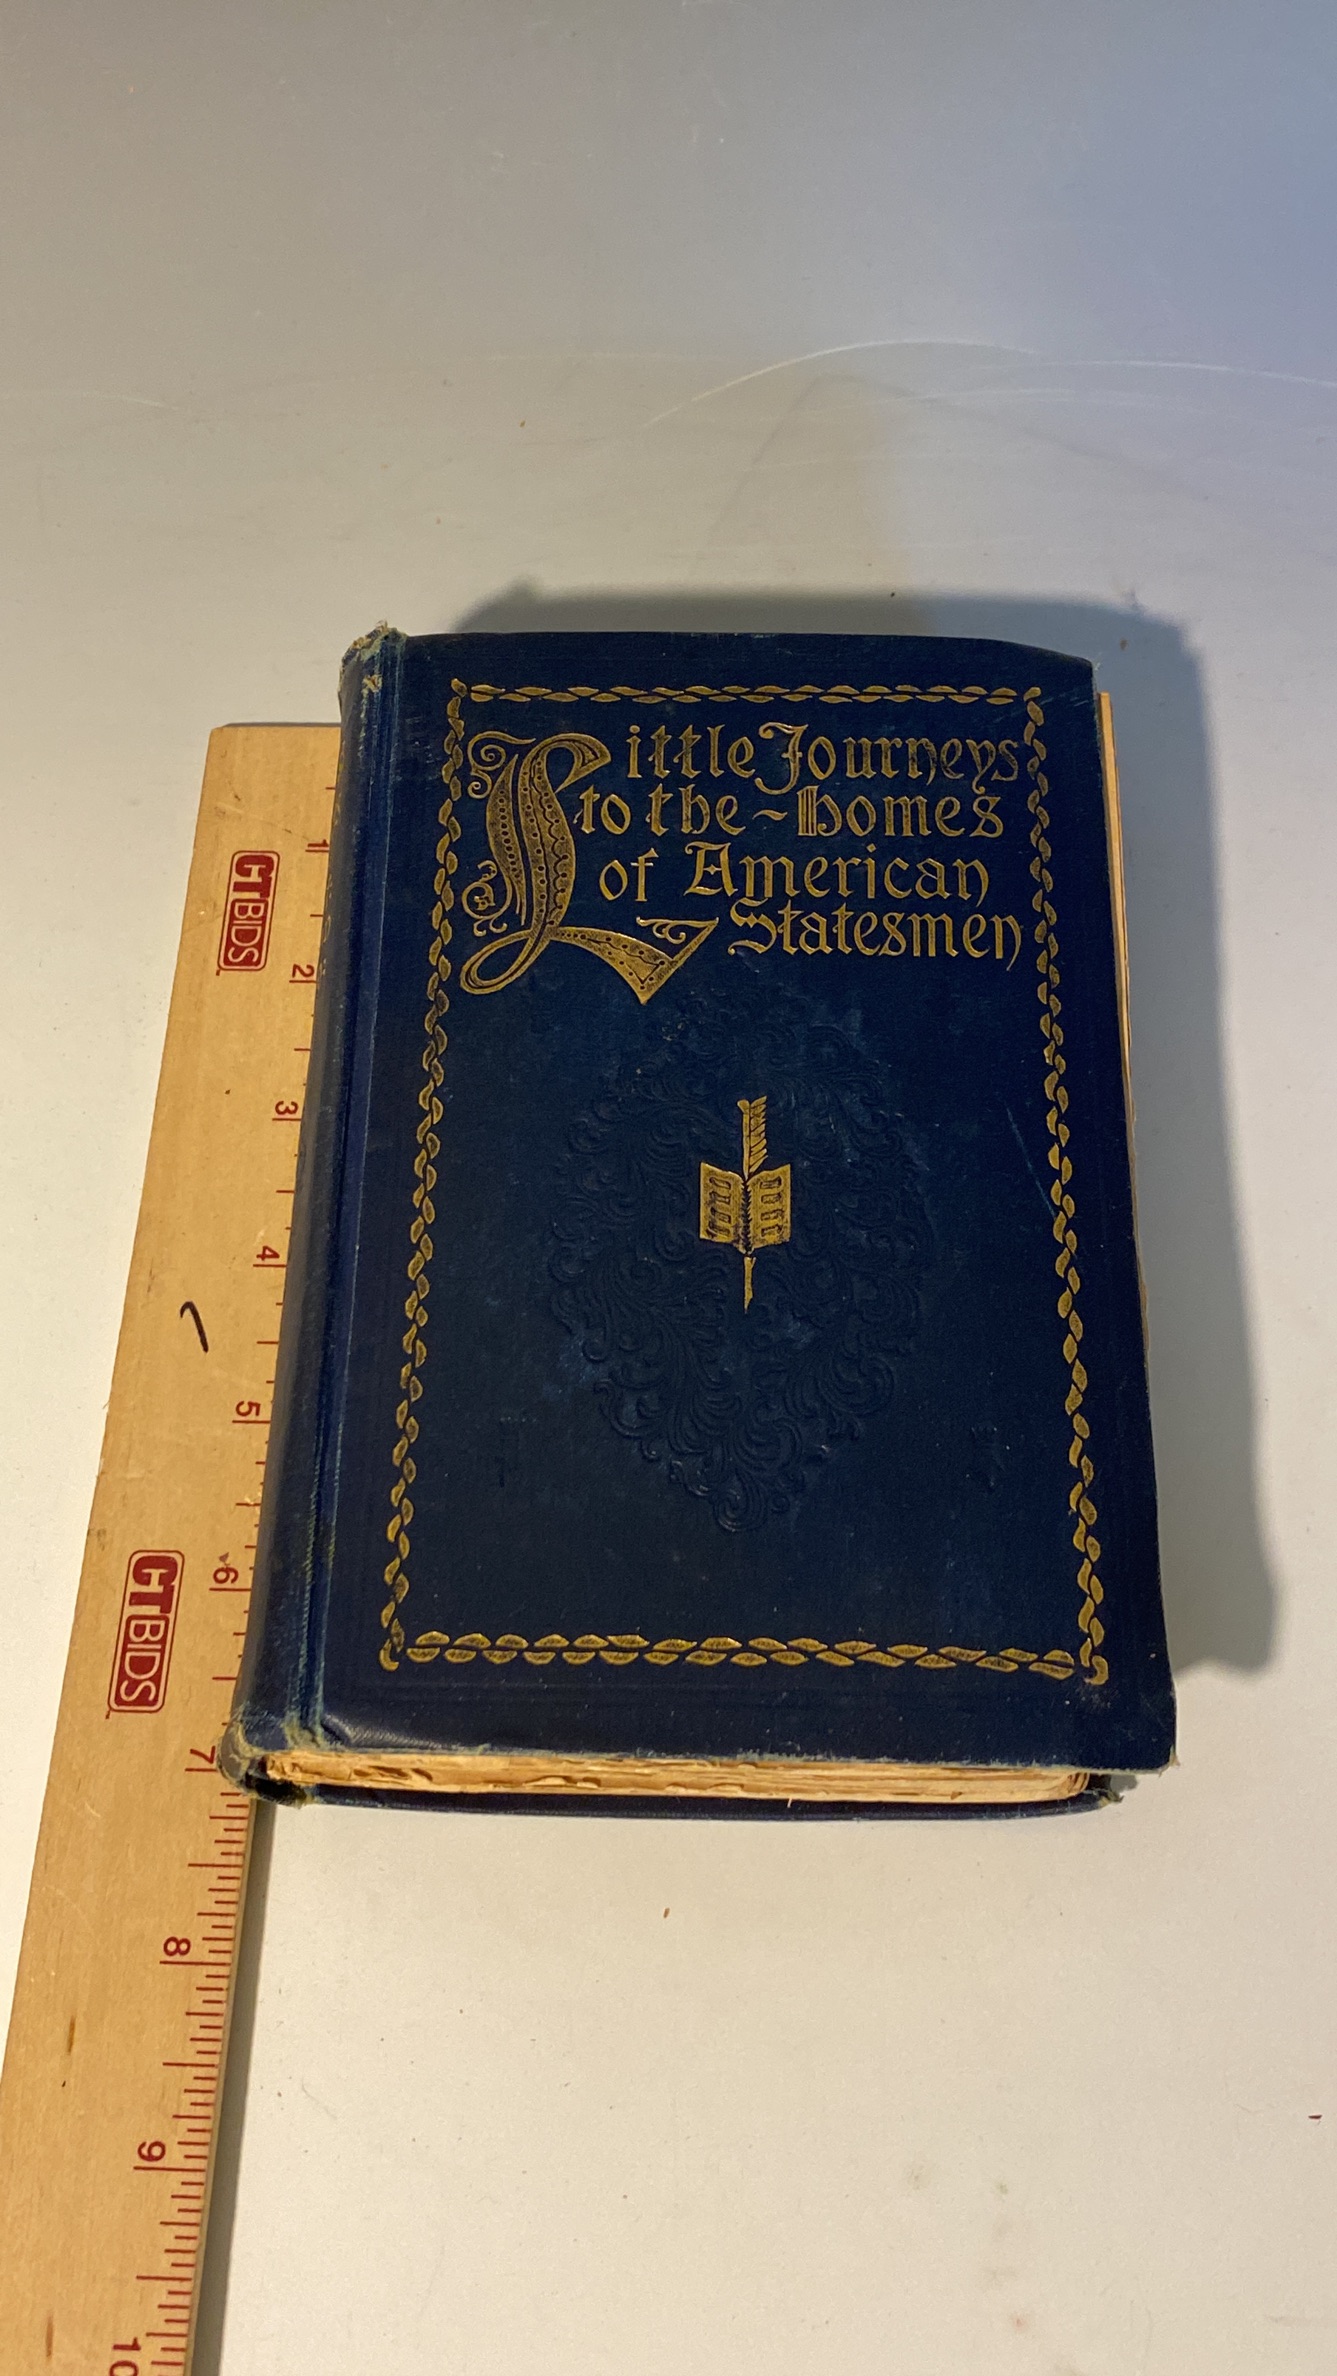 Little Journeys
to the Homes
of American
Statesmen
GTBIDS
GTBIDS
1
2
3
4
5
6
7
8
9
10